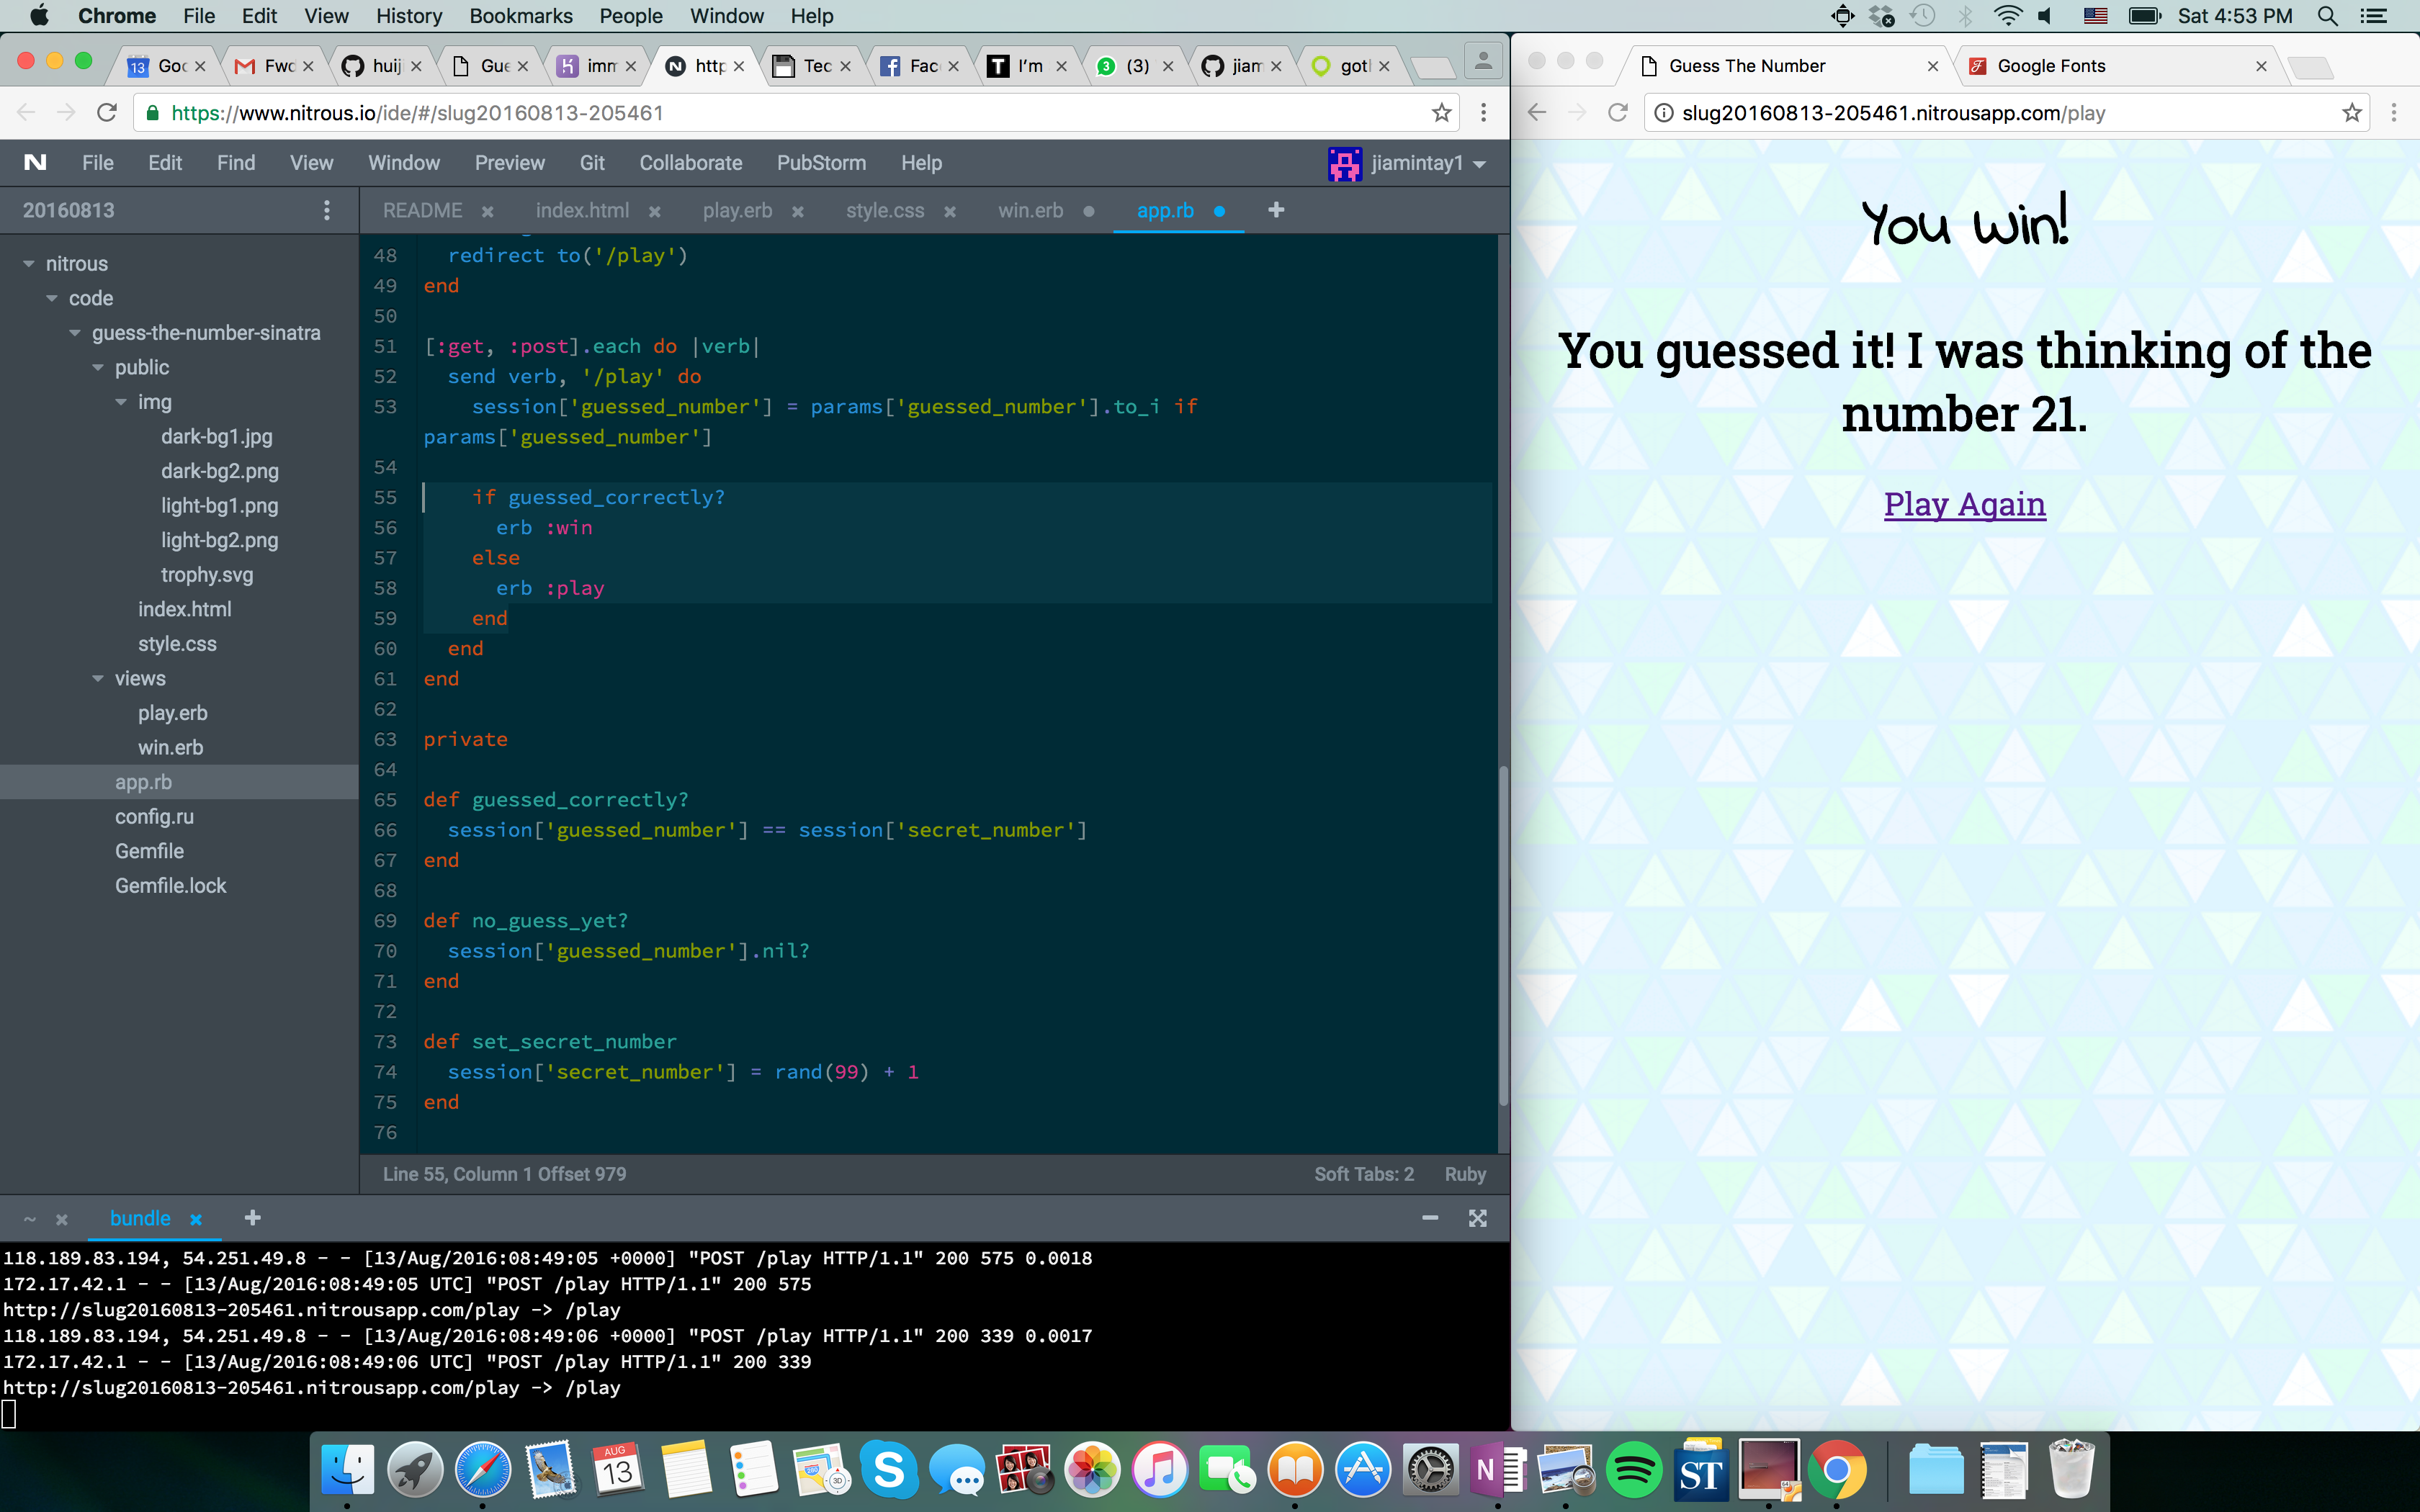 Chrome File Edit View History Bookmarks People Window Help
Sat 4:53 PM
13 Goo Fwd huij Gue imm http Tec Fac I'm 3 (3) jiam
Guess The Number Google Fonts
https://www.nitrous.io/ide/#/slug20160813-205461
slug20160813-205461.nitrousapp.com/play
N File Edit Find View Window Preview Git Collaborate PubStorm Help jiamintay1
20160813
README index.html play.erb style.css win.erb app.rb +
nitrous
code
guess-the-number-sinatra
public
img
dark-bg1.jpg
dark-bg2.png
light-bg1.png
light-bg2.png
trophy.svg
index.html
style.css
views
play.erb
win.erb
app.rb
config.ru
Gemfile
Gemfile.lock
48 redirect to('/play')
49 end
50
51 [:get, :post].each do |verb|
52 send verb, '/play' do
53 session['guessed_number'] = params['guessed_number'].to_i if
params['guessed_number']
54
55 if guessed_correctly?
56 erb :win
57 else
58 erb :play
59 end
60 end
61 end
62
63 private
64
65 def guessed_correctly?
66 session['guessed_number'] == session['secret_number']
67 end
68
69 def no_guess_yet?
70 session['guessed_number'].nil?
71 end
72
73 def set_secret_number
74 session['secret_number'] = rand(99) + 1
75 end
76
Line 55, Column 1 Offset 979 Soft Tabs: 2 Ruby
~ bundle +
118.189.83.194, 54.251.49.8 - - [13/Aug/2016:08:49:05 +0000] "POST /play HTTP/1.1" 200 575 0.0018
172.17.42.1 - - [13/Aug/2016:08:49:05 UTC] "POST /play HTTP/1.1" 200 575
http://slug20160813-205461.nitrousapp.com/play -> /play
118.189.83.194, 54.251.49.8 - - [13/Aug/2016:08:49:06 +0000] "POST /play HTTP/1.1" 200 339 0.0017
172.17.42.1 - - [13/Aug/2016:08:49:06 UTC] "POST /play HTTP/1.1" 200 339
http://slug20160813-205461.nitrousapp.com/play -> /play
You win!
You guessed it! I was thinking of the
number 21.
Play Again
AUG
13
3D
S
N
ST